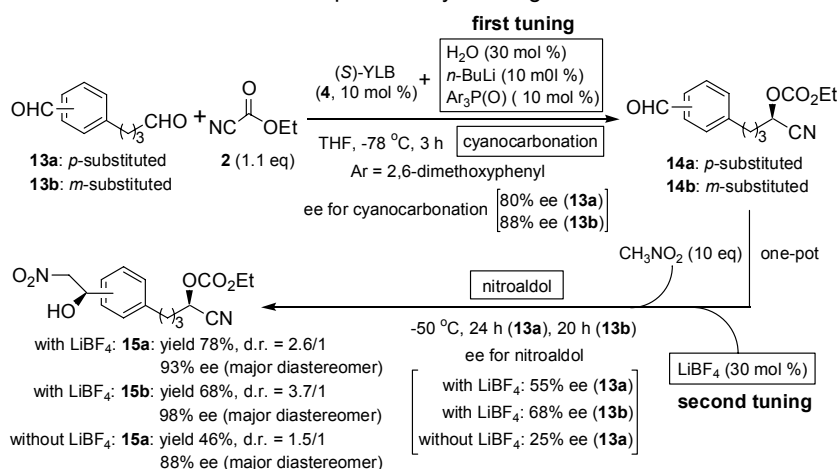 first tuning
H₂O (30 mol %)
n-BuLi (10 m0l %)
Ar₃P(O) ( 10 mol%)
(S)-YLB
(4, 10 mol %)
+
OHC
( )₃ CHO
+
NC
O
OEt
13a: p-substituted
13b: m-substituted
2 (1.1 eq)
THF, -78 °C, 3 h
cyanocarbonation
Ar = 2,6-dimethoxyphenyl
ee for cyanocarbonation
80% ee (13a)
88% ee (13b)
OHC
OCO₂Et
( )₃ CN
14a: p-substituted
14b: m-substituted
CH₃NO₂ (10 eq)
one-pot
nitroaldol
-50 °C, 24 h (13a), 20 h (13b)
ee for nitroaldol
with LiBF₄: 55% ee (13a)
with LiBF₄: 68% ee (13b)
without LiBF₄: 25% ee (13a)
LiBF₄ (30 mol %)
second tuning
O₂N
HO
OCO₂Et
( )₃ CN
with LiBF₄: 15a: yield 78%, d.r. = 2.6/1
93% ee (major diastereomer)
with LiBF₄: 15b: yield 68%, d.r. = 3.7/1
98% ee (major diastereomer)
without LiBF₄: 15a: yield 46%, d.r. = 1.5/1
88% ee (major diastereomer)